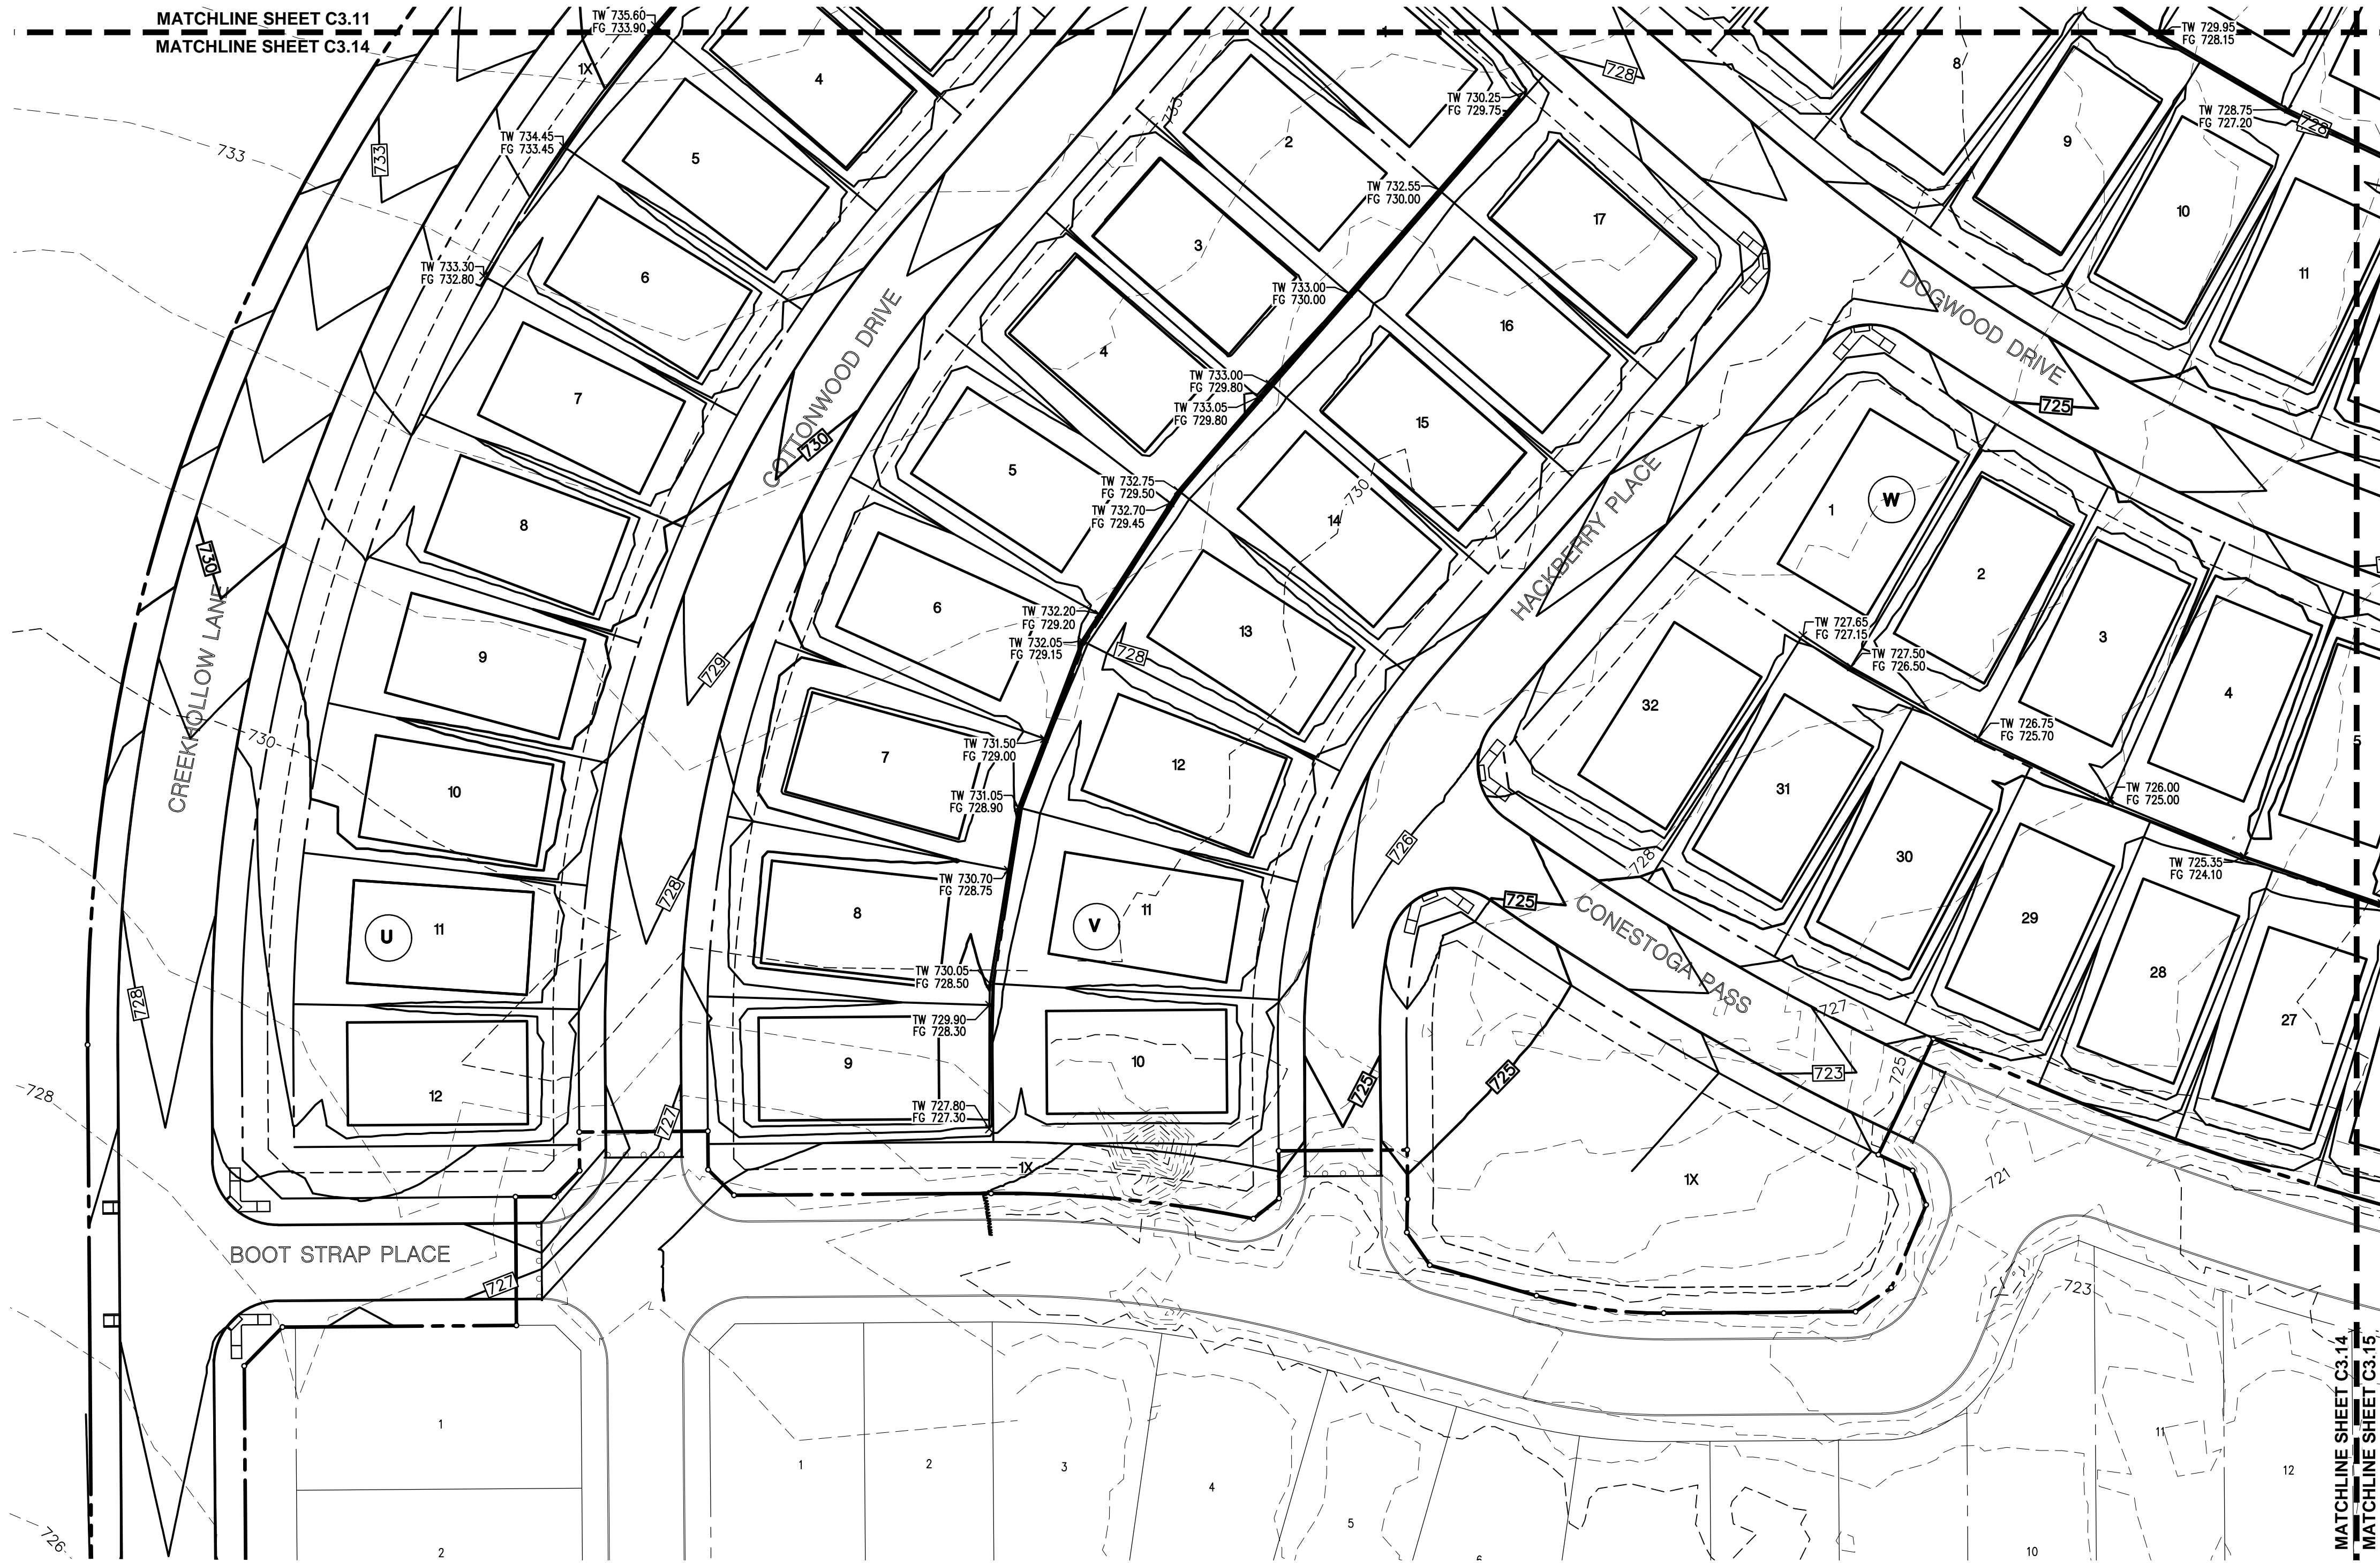 MATCHLINE SHEET C3.11
MATCHLINE SHEET C3.14
TW 735.60
FG 733.90
1X
4
5
6
7
8
9
10
11
12
U
733
733
TW 734.45
FG 733.45
TW 733.30
FG 732.80
730
CREEKHOLLOW LANE
730
728
728
726
BOOT STRAP PLACE
727
727
728
729
730
COTTONWOOD DRIVE
733
2
3
4
5
6
7
8
9
TW 730.25
FG 729.75
TW 732.55
FG 730.00
TW 733.00
FG 730.00
TW 733.00
FG 729.80
TW 733.05
FG 729.80
TW 732.75
FG 729.50
TW 732.70
FG 729.45
TW 732.20
FG 729.20
TW 732.05
FG 729.15
TW 731.50
FG 729.00
TW 731.05
FG 728.90
TW 730.70
FG 728.75
TW 730.05
FG 728.50
TW 729.90
FG 728.30
TW 727.80
FG 727.30
17
16
15
14
730
13
728
12
11
V
10
1X
728
HACKBERRY PLACE
726
725
725
725
DOGWOOD DRIVE
725
8
9
10
11
TW 729.95
FG 728.15
TW 728.75
FG 727.20
728
1
W
2
3
4
5
TW 727.65
FG 727.15
TW 727.50
FG 726.50
TW 726.75
FG 725.70
TW 726.00
FG 725.00
TW 725.35
FG 724.10
32
31
30
29
28
27
728
CONESTOGA PASS
727
723
725
721
1X
723
1
2
1
2
3
4
5
6
10
11
12
MATCHLINE SHEET C3.14
MATCHLINE SHEET C3.15